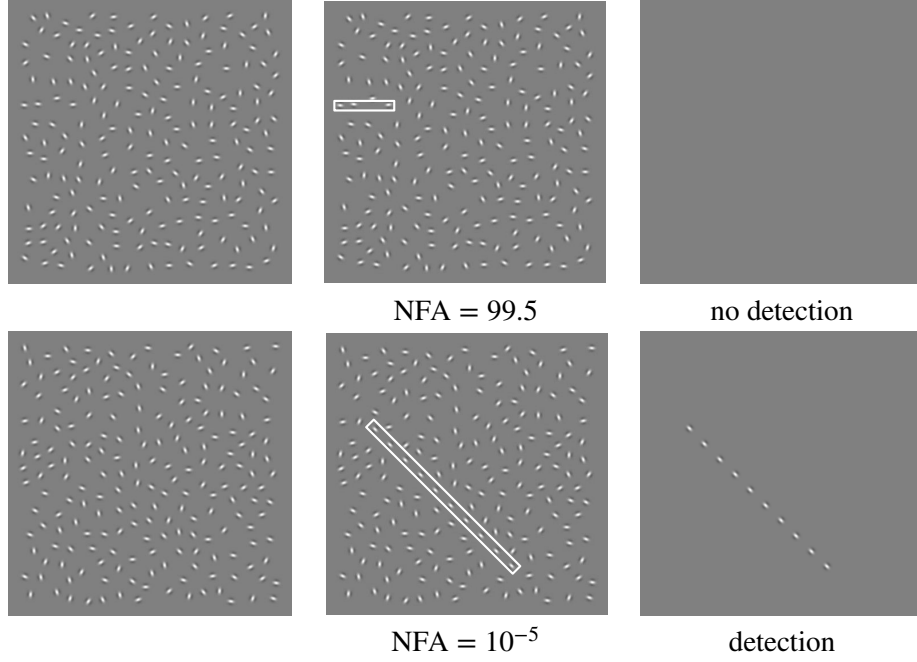 NFA = 99.5
no detection
NFA = 10⁻⁵
detection